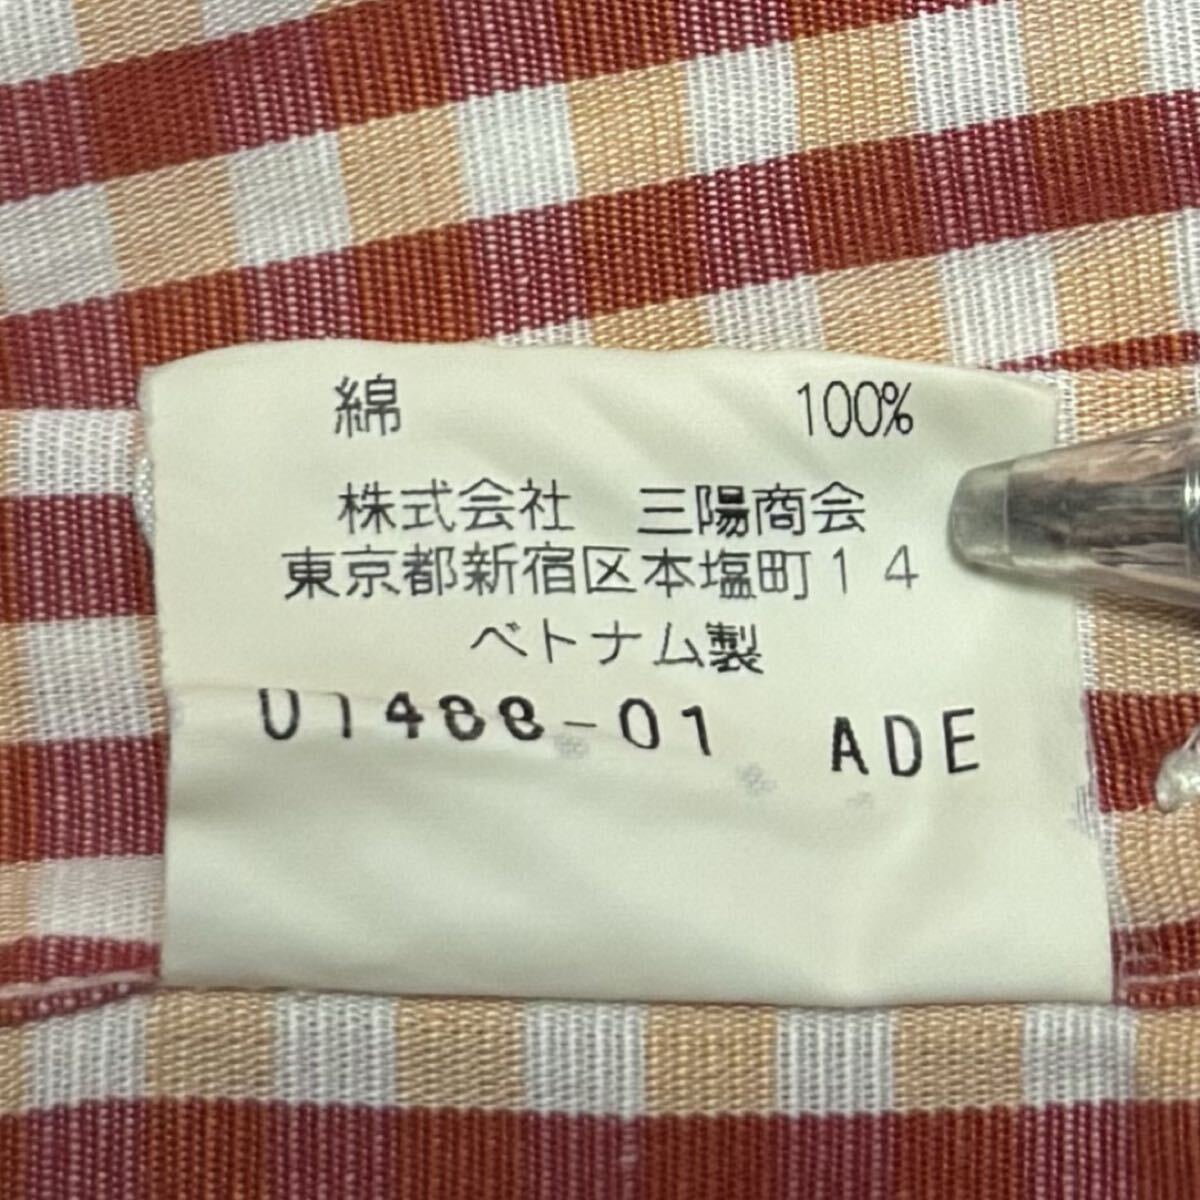 綿 100%
株式会社 三陽商会
東京都新宿区本塩町14
ベトナム製
U1488-01 ADE